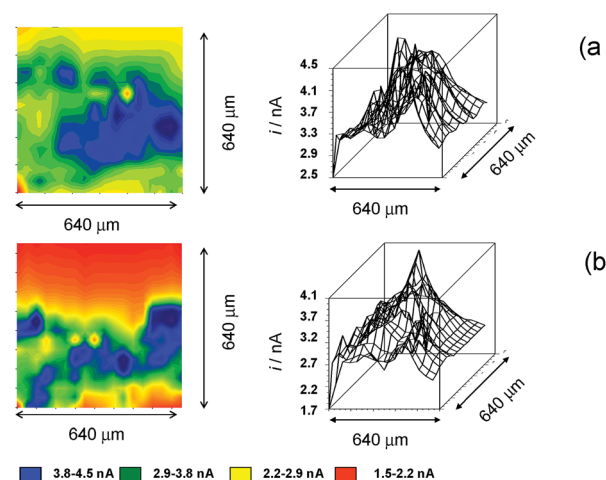 (a
4.5
4.1
3.7
3.3
2.9
2.5
i / nA
640 µm
640 µm
640 µm
640 µm
(b
4.1
3.7
3.2
2.7
2.2
1.7
i / nA
640 µm
640 µm
640 µm
640 µm
3.8-4.5 nA 2.9-3.8 nA 2.2-2.9 nA 1.5-2.2 nA